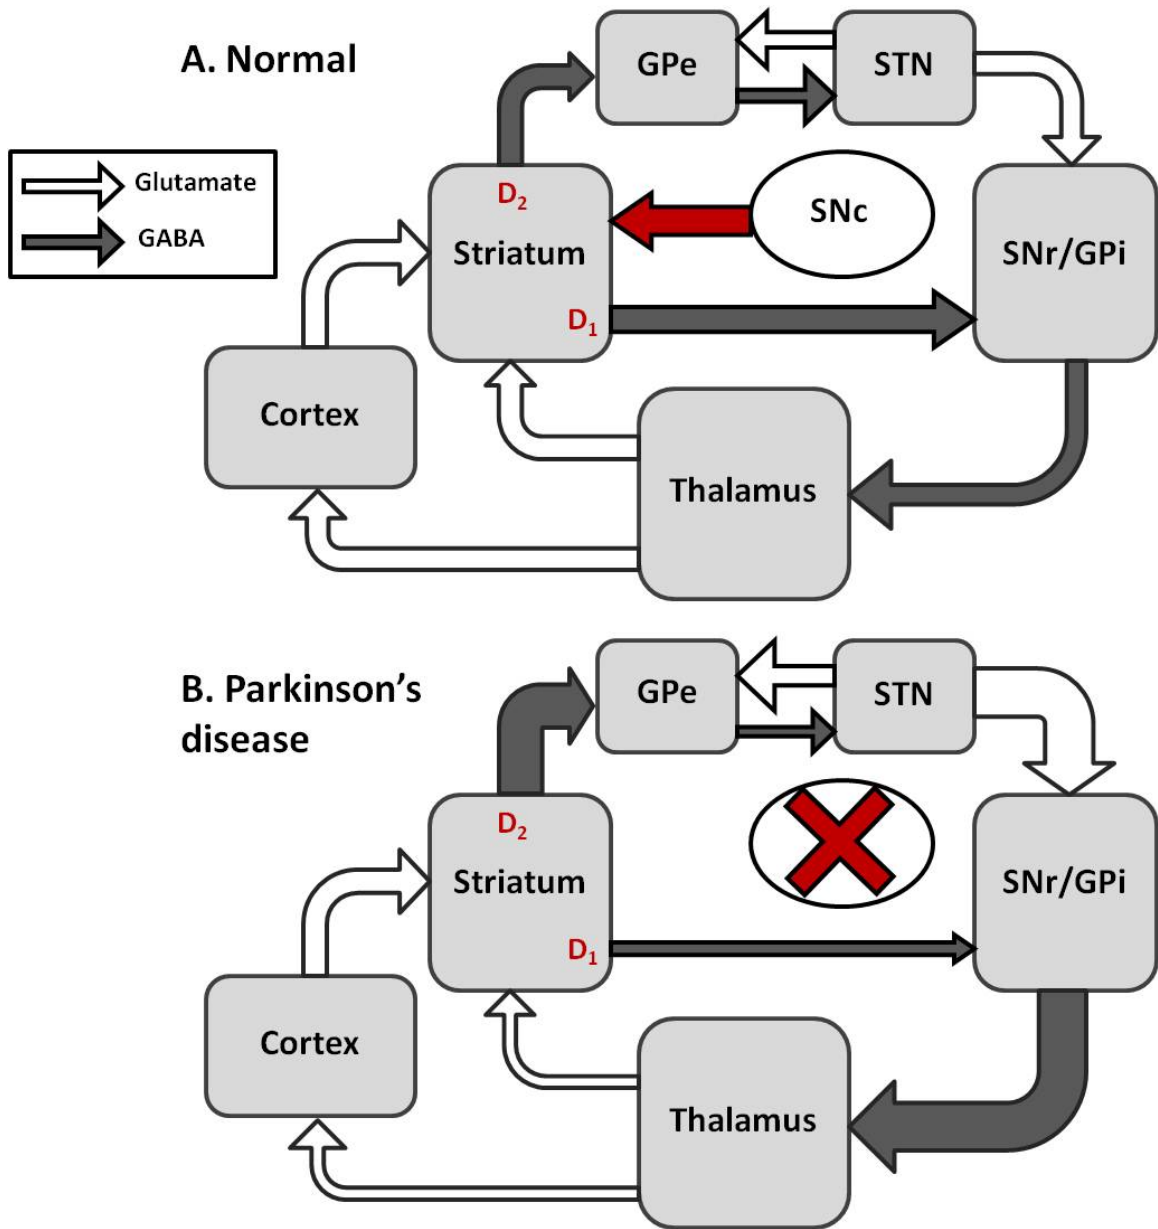 A. Normal
GPe
STN
Glutamate
GABA
D₂
Striatum
D₁
SNc
SNr/GPi
Cortex
Thalamus
B. Parkinson's
disease
GPe
STN
D₂
Striatum
D₁
SNr/GPi
Cortex
Thalamus